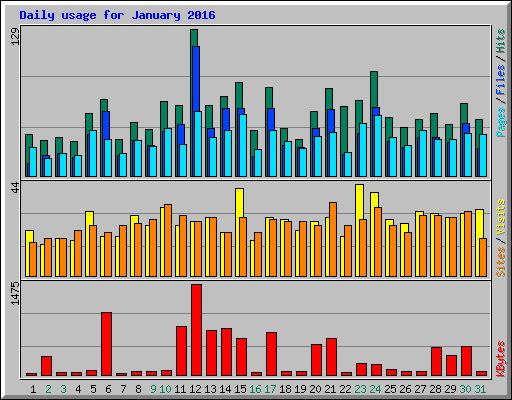 Daily usage for January 2016
129
Pages / Files / Hits
44
Sites / Visits
1475
KBytes
1 2 3 4 5 6 7 8 9 10 11 12 13 14 15 16 17 18 19 20 21 22 23 24 25 26 27 28 29 30 31